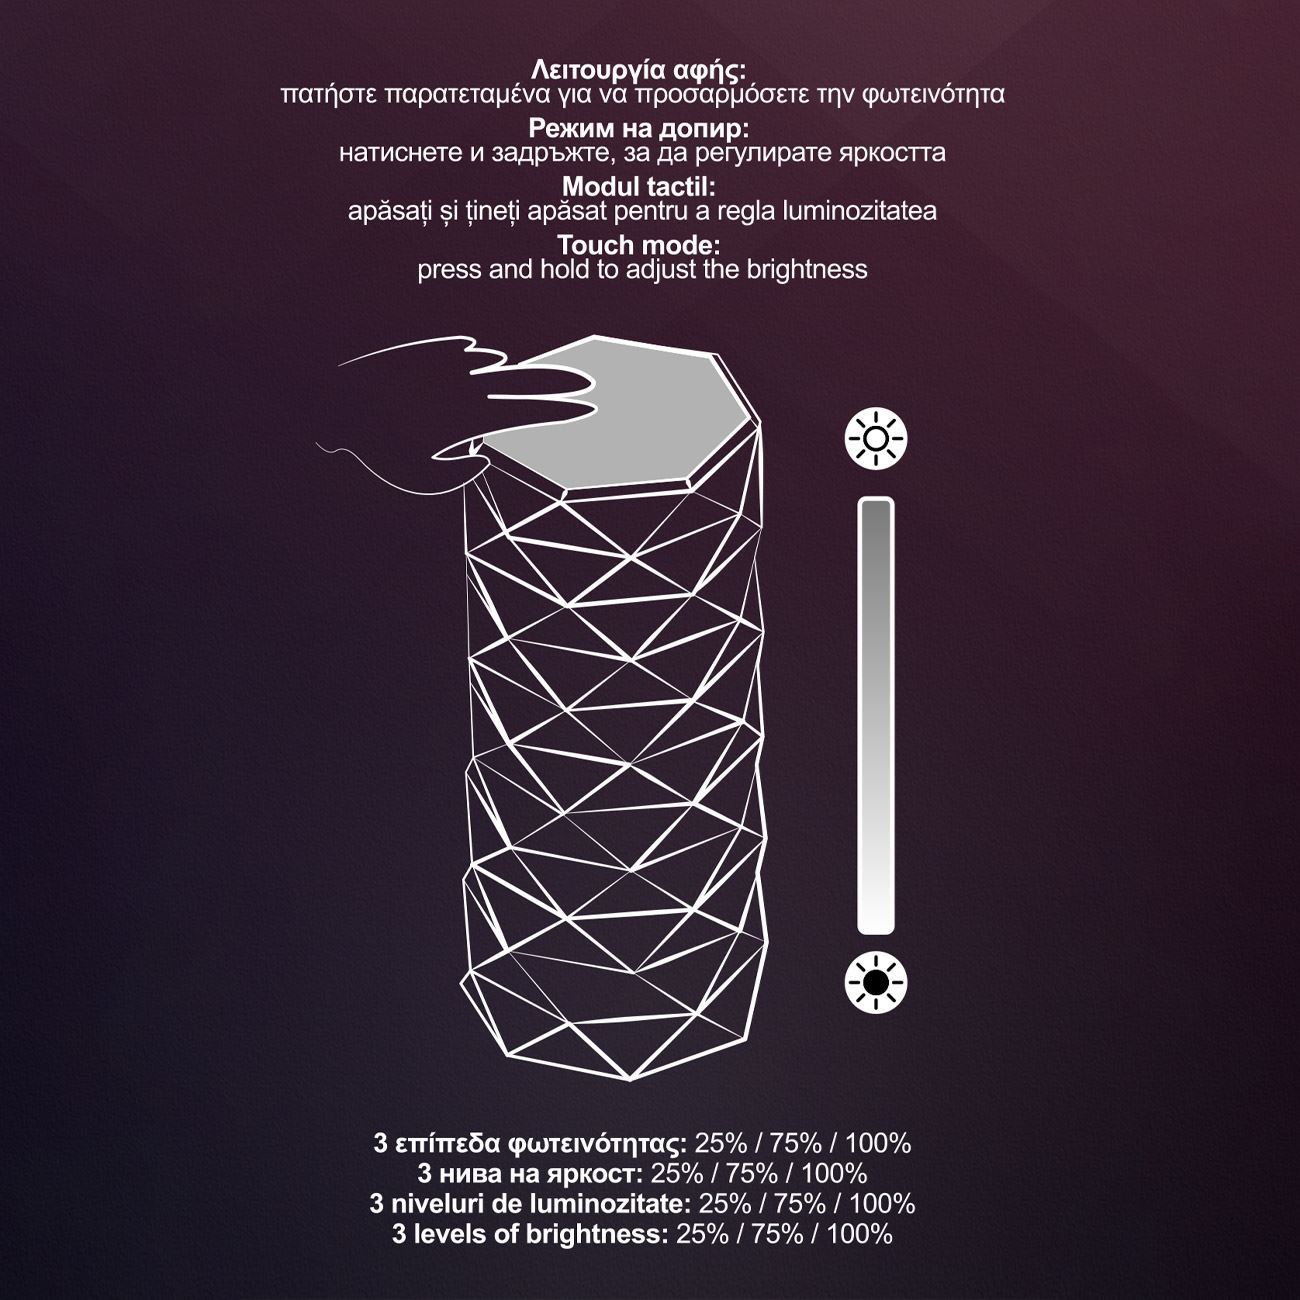 Λειτουργία αφής:
πατήστε παρατεταμένα για να προσαρμόσετε την φωτεινότητα
Режим на допир:
натиснете и задръжте, за да регулирате яркостта
Modul tactil:
apăsați și țineți apăsat pentru a regla luminozitatea
Touch mode:
press and hold to adjust the brightness
3 επίπεδα φωτεινότητας: 25% / 75% / 100%
3 нива на яркост: 25% / 75% / 100%
3 niveluri de luminozitate: 25% / 75% / 100%
3 levels of brightness: 25% / 75% / 100%